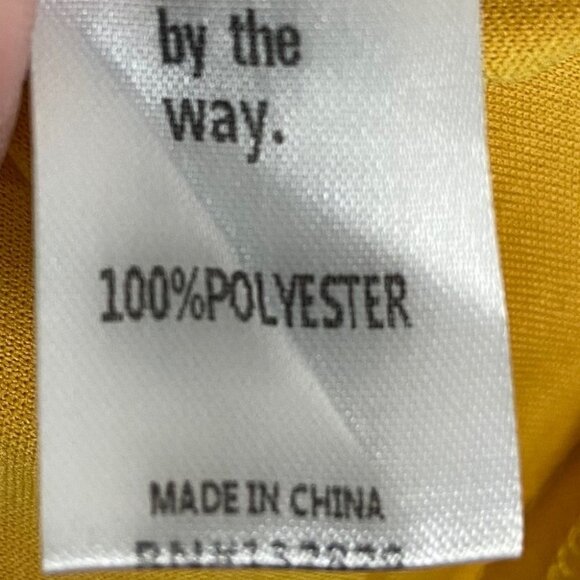 by the
way.
100%POLYESTER
MADE IN CHINA